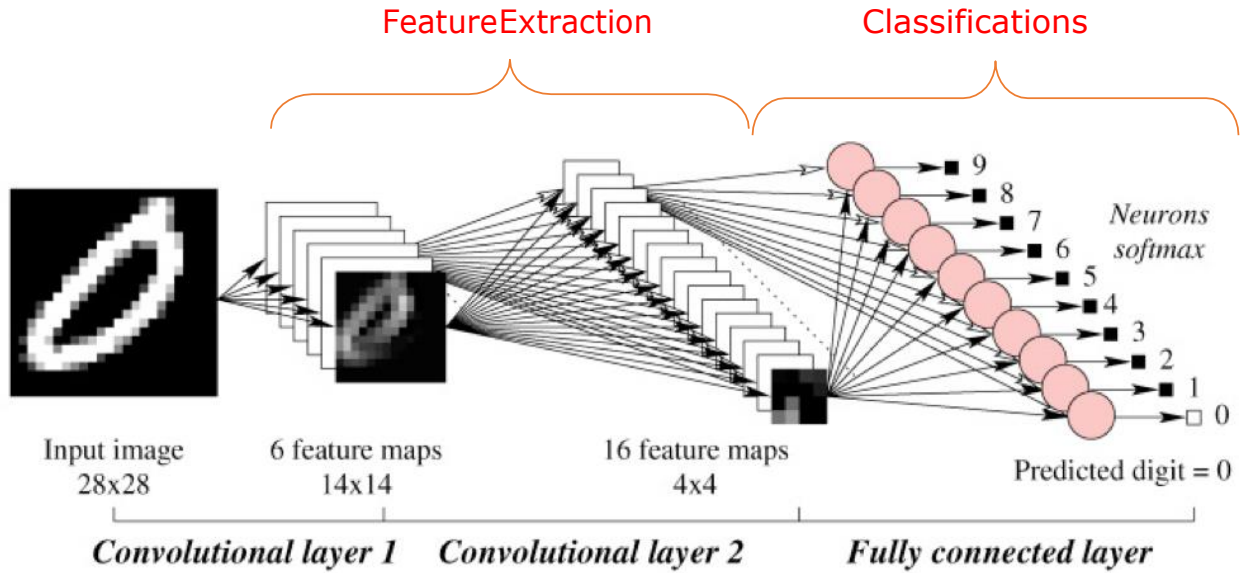 FeatureExtraction
Classifications
9
8
7
6
5
4
3
2
1
0
Neurons
softmax
Input image
28x28
6 feature maps
14x14
16 feature maps
4x4
Predicted digit = 0
Convolutional layer 1
Convolutional layer 2
Fully connected layer